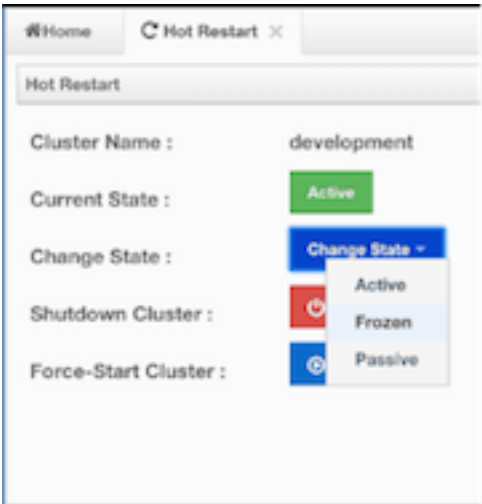 Home Hot Restart
Hot Restart
Cluster Name : development
Current State : Active
Change State : Change State
Active
Shutdown Cluster :
Frozen
Force-Start Cluster :
Passive